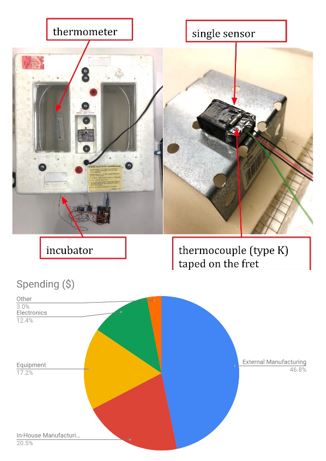 thermometer
single sensor
incubator
thermocouple (type K)
taped on the fret
Spending ($)
Other
3.0%
Electronics
12.4%
External Manufacturing
46.8%
Equipment
17.2%
In-House Manufacturi...
20.5%